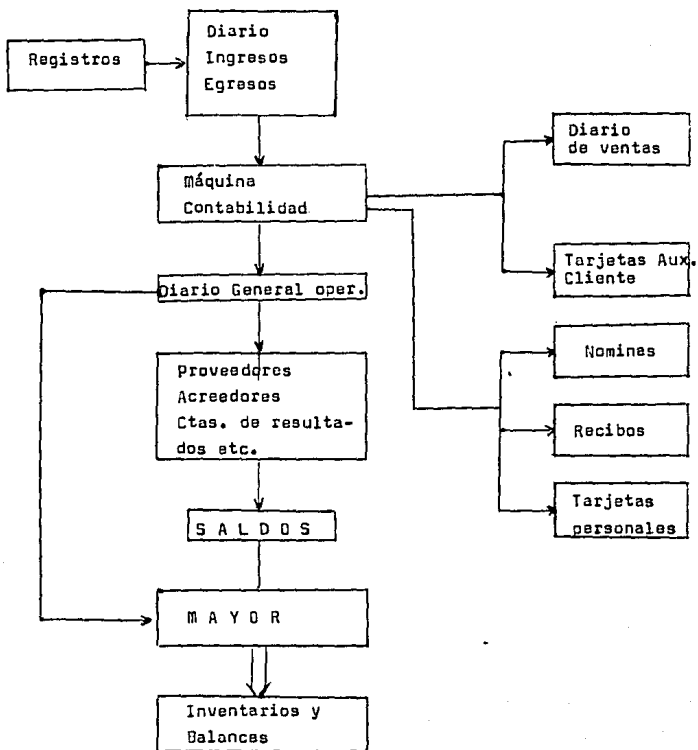 Registros
Diario
Ingresos
Egresos
Máquina
Contabilidad
Diario General oper.
Proveedores
Acreedores
Ctas. de resulta-
dos etc.
S A L D O S
M A Y O R
Inventarios y
Balances
Diario
de ventas
Tarjetas Aux.
Cliente
Nominas
Recibos
Tarjetas
personales